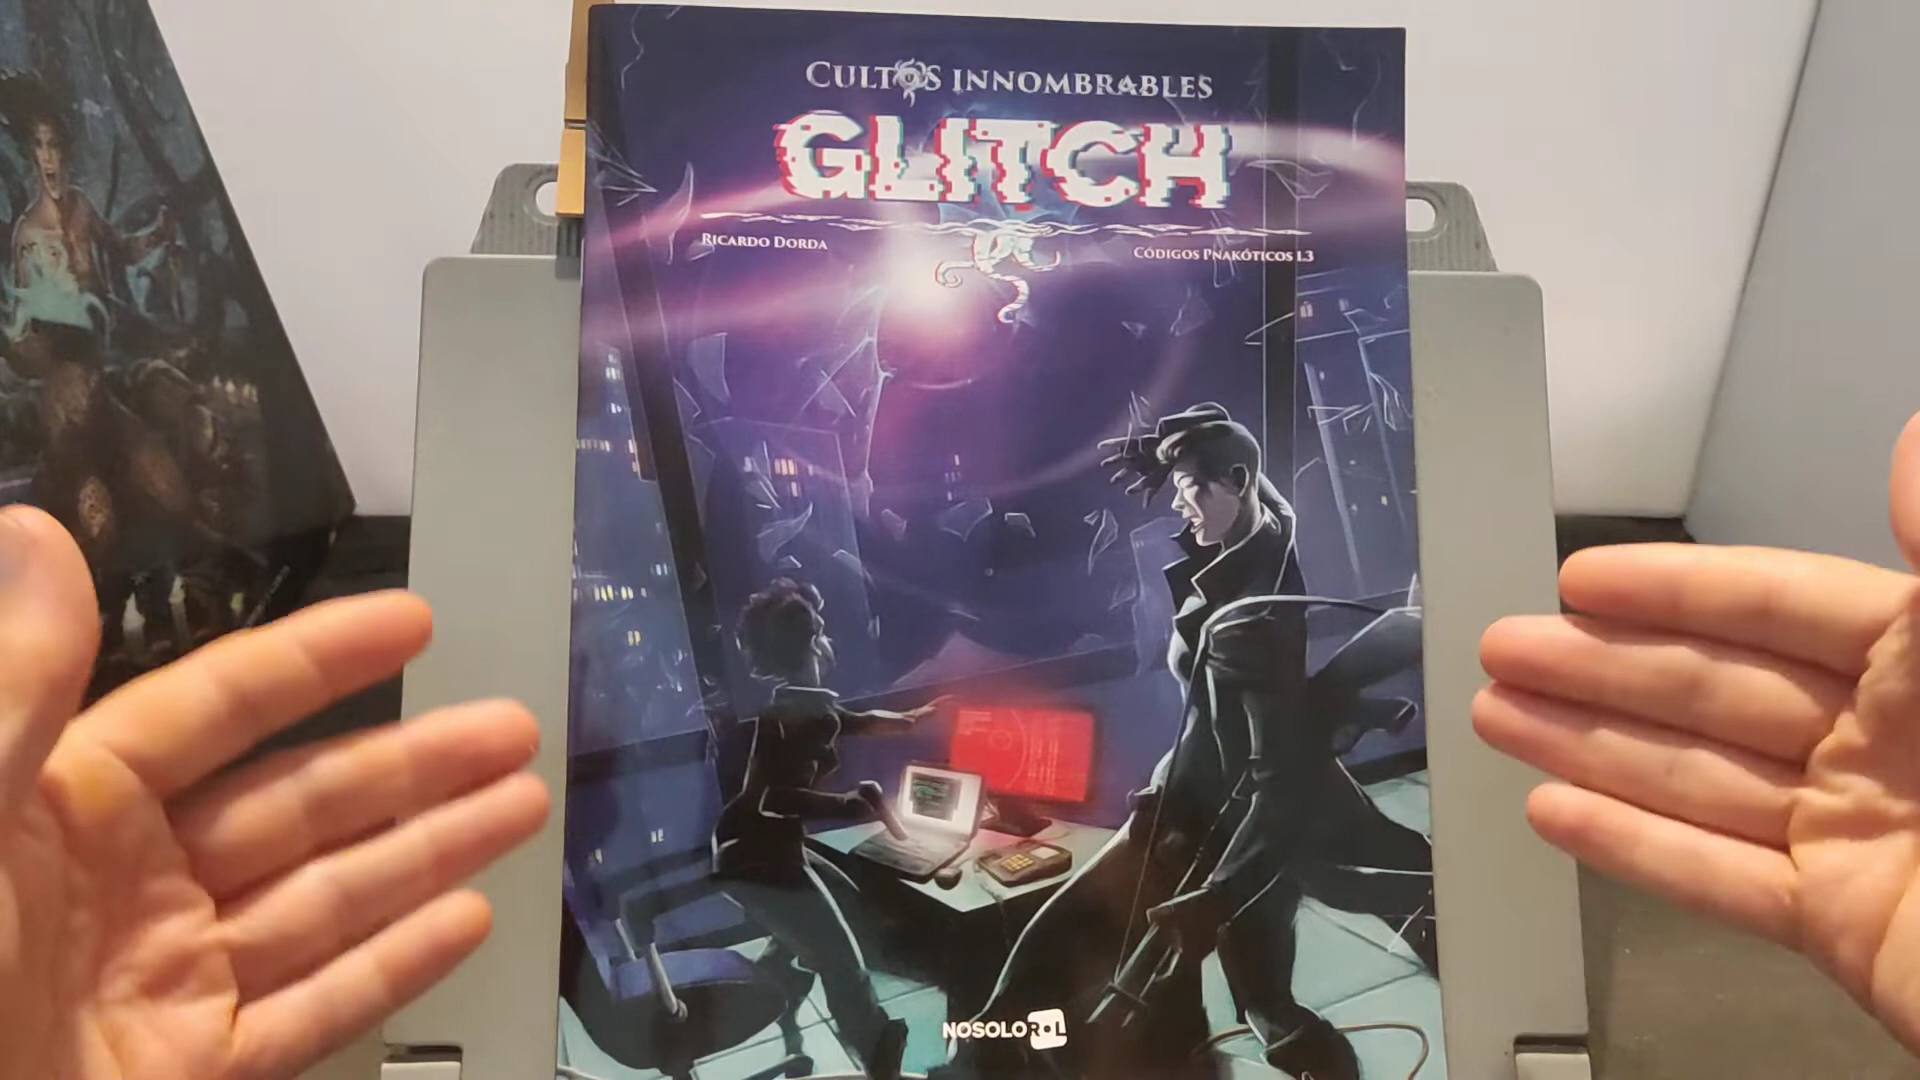 CULTOS INNOMBRABLES
GLITCH
RICARDO DORDA
CÓDIGOS PNAKÓTICOS 1.3
NOSOLOROL